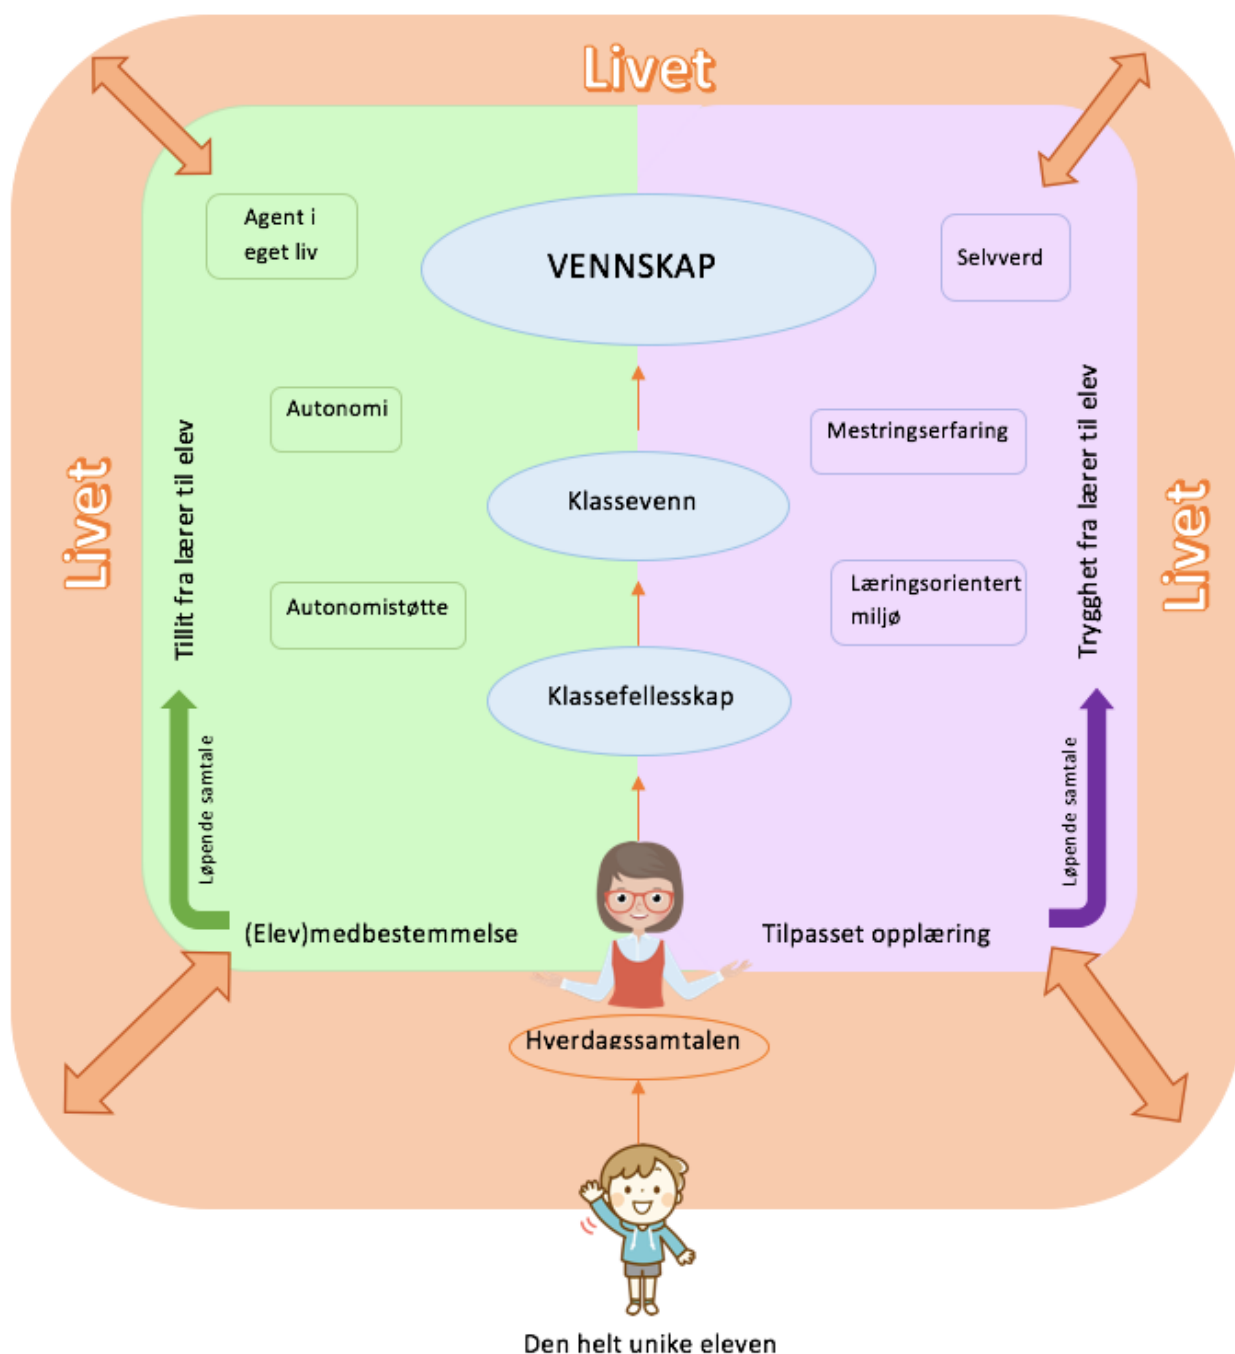 Livet
Agent i
eget liv
VENNSKAP
Selvverd
Autonomi
Mestringserfaring
Tillit fra lærer til elev
Livet
Klassevenn
Trygghet fra lærer til elev
Livet
Autonomistøtte
Læringsorientert
miljø
Klassefellesskap
Løpende samtale
Løpende samtale
(Elev)medbestemmelse
Tilpasset opplæring
Hverdagssamtalen
Den helt unike eleven